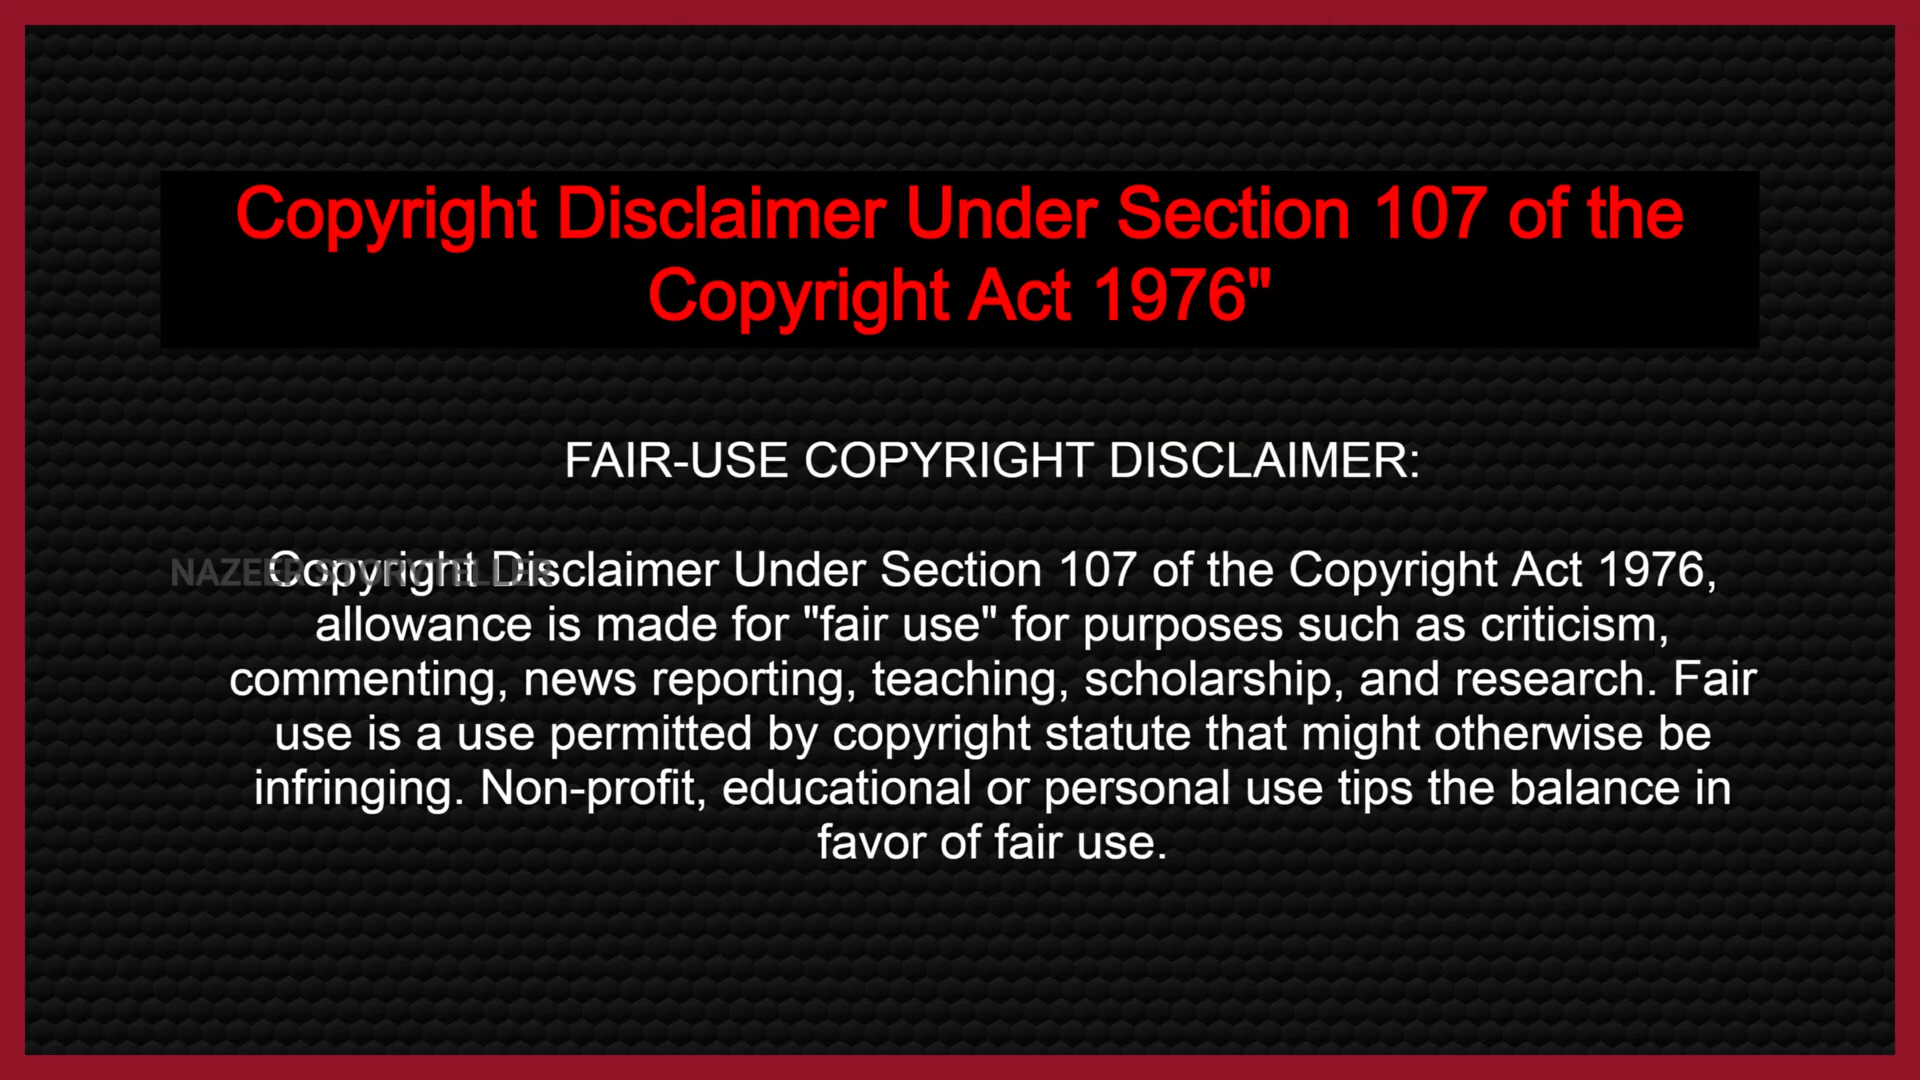 Copyright Disclaimer Under Section 107 of the
Copyright Act 1976"
FAIR-USE COPYRIGHT DISCLAIMER:
Copyright Disclaimer Under Section 107 of the Copyright Act 1976,
allowance is made for "fair use" for purposes such as criticism,
commenting, news reporting, teaching, scholarship, and research. Fair
use is a use permitted by copyright statute that might otherwise be
infringing. Non-profit, educational or personal use tips the balance in
favor of fair use.
NAZEER STORYTELLER